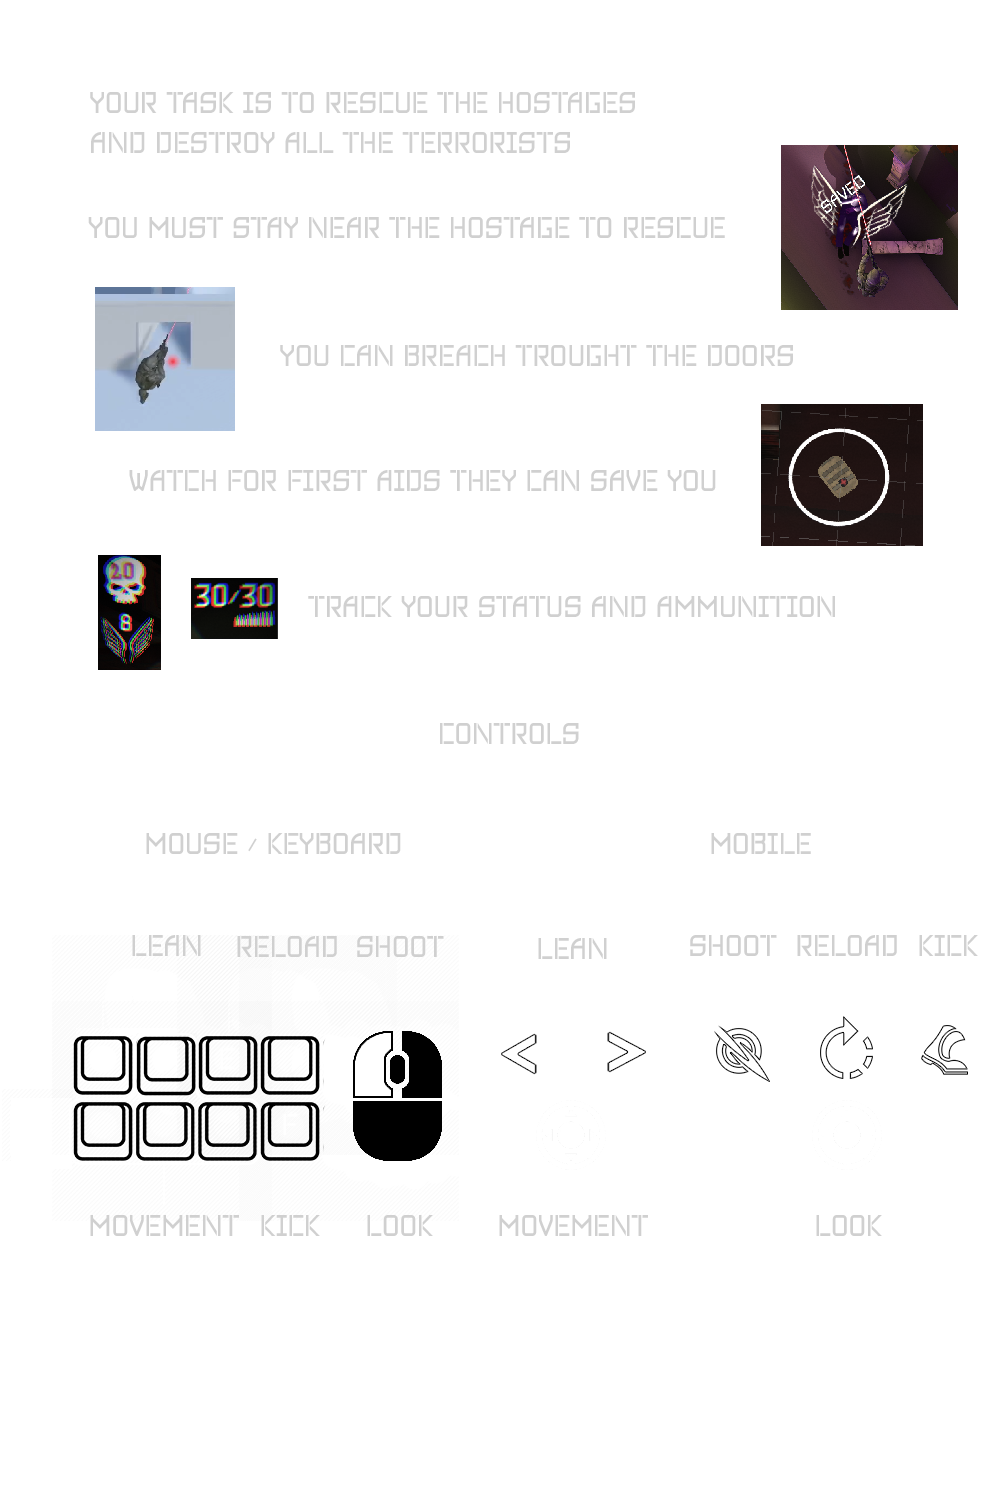 YOUR TASK IS TO RESCUE THE HOSTAGES
AND DESTROY ALL THE TERRORISTS
SAVED
YOU MUST STAY NEAR THE HOSTAGE TO RESCUE
YOU CAN BREACH TROUGHT THE DOORS
WATCH FOR FIRST AIDS THEY CAN SAVE YOU
20
8
30/30
TRACK YOUR STATUS AND AMMUNITION
CONTROLS
MOUSE / KEYBOARD
MOBILE
LEAN RELOAD SHOOT
LEAN
SHOOT RELOAD KICK
< >
MOVEMENT KICK LOOK
MOVEMENT
LOOK